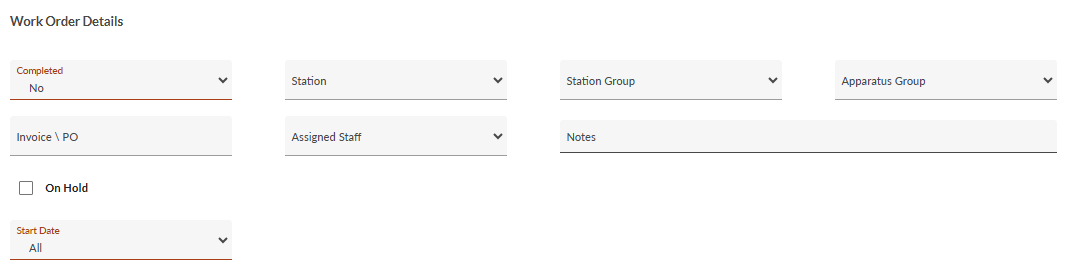 Work Order Details
Completed
No
Station
Station Group
Apparatus Group
Invoice \ PO
Assigned Staff
Notes
On Hold
Start Date
All